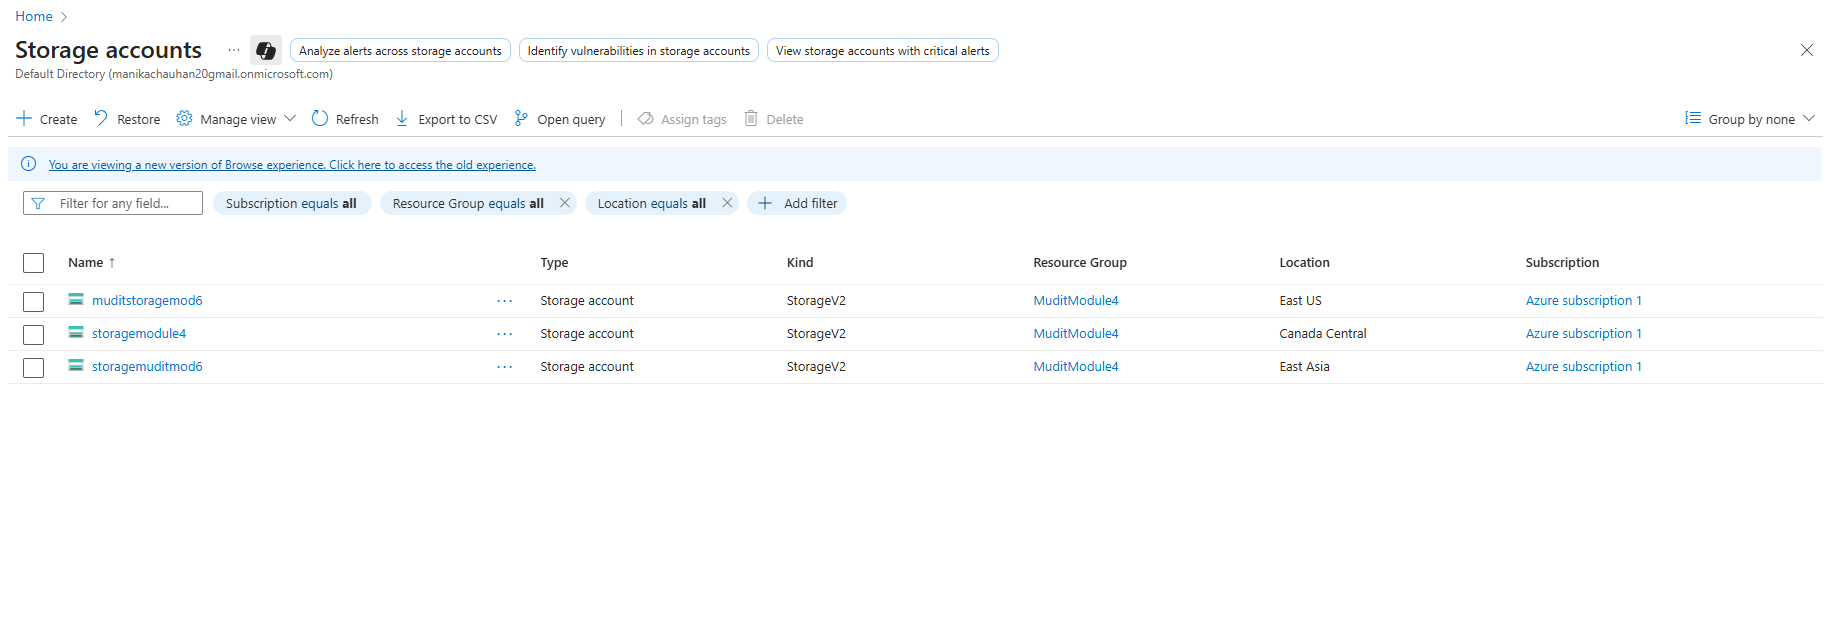 Home
Storage accounts ... Analyze alerts across storage accounts Identify vulnerabilities in storage accounts View storage accounts with critical alerts
Default Directory (manikachauhan20gmail.onmicrosoft.com)
Create Restore Manage view Refresh Export to CSV Open query Assign tags Delete Group by none
You are viewing a new version of Browse experience. Click here to access the old experience.
Filter for any field... Subscription equals all Resource Group equals all Location equals all Add filter
Name ↑ Type Kind Resource Group Location Subscription
muditstoragemod6 ... Storage account StorageV2 MuditModule4 East US Azure subscription 1
storagemodule4 ... Storage account StorageV2 MuditModule4 Canada Central Azure subscription 1
storagemuditmod6 ... Storage account StorageV2 MuditModule4 East Asia Azure subscription 1